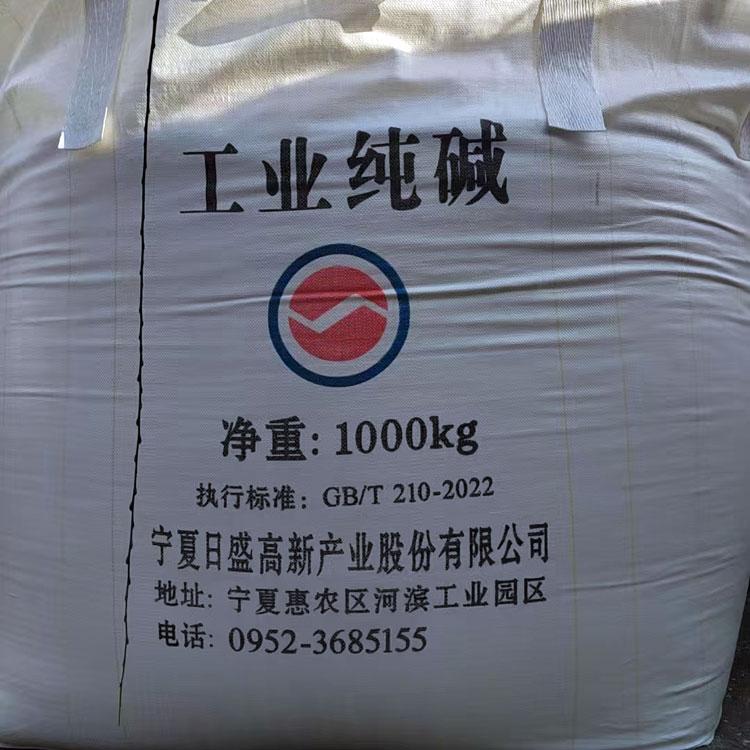 工业纯碱
净重: 1000kg
执行标准: GB/T 210-2022
宁夏日盛高新产业股份有限公司
地址: 宁夏惠农区河滨工业园区
电话: 0952-3685155